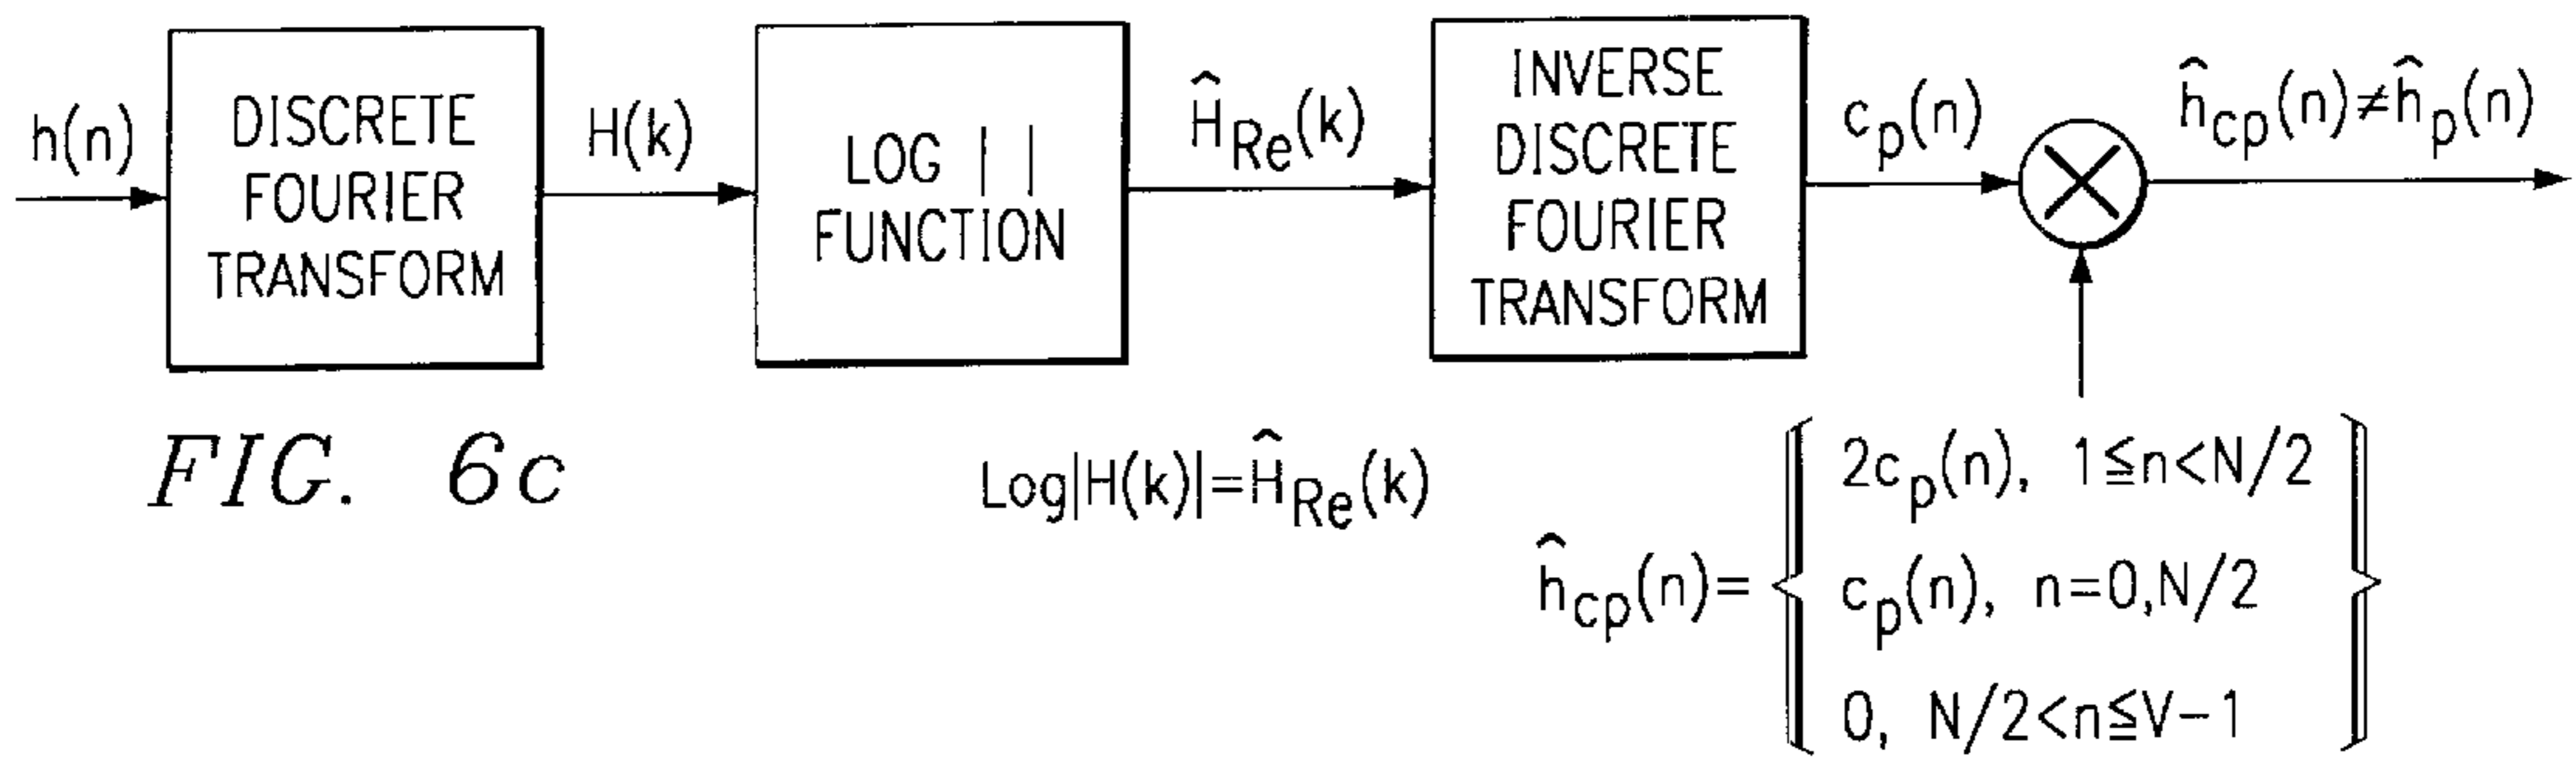 h(n)
DISCRETE
FOURIER
TRANSFORM
H(k)
LOG | |
FUNCTION
Ĥ_Re(k)
INVERSE
DISCRETE
FOURIER
TRANSFORM
c_p(n)
ĥ_cp(n)≠ĥ_p(n)
FIG. 6c
Log|H(k)|=Ĥ_Re(k)
ĥ_cp(n)=
2c_p(n), 1≦n<N/2
c_p(n), n=0,N/2
0, N/2<n≦V-1